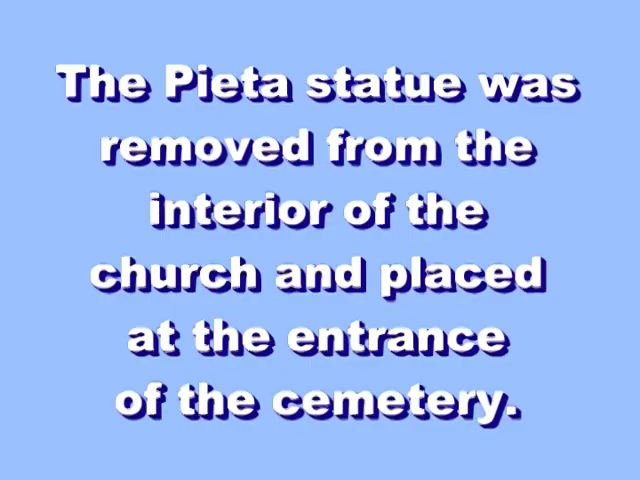 The Pieta statue was
removed from the
interior of the
church and placed
at the entrance
of the cemetery.